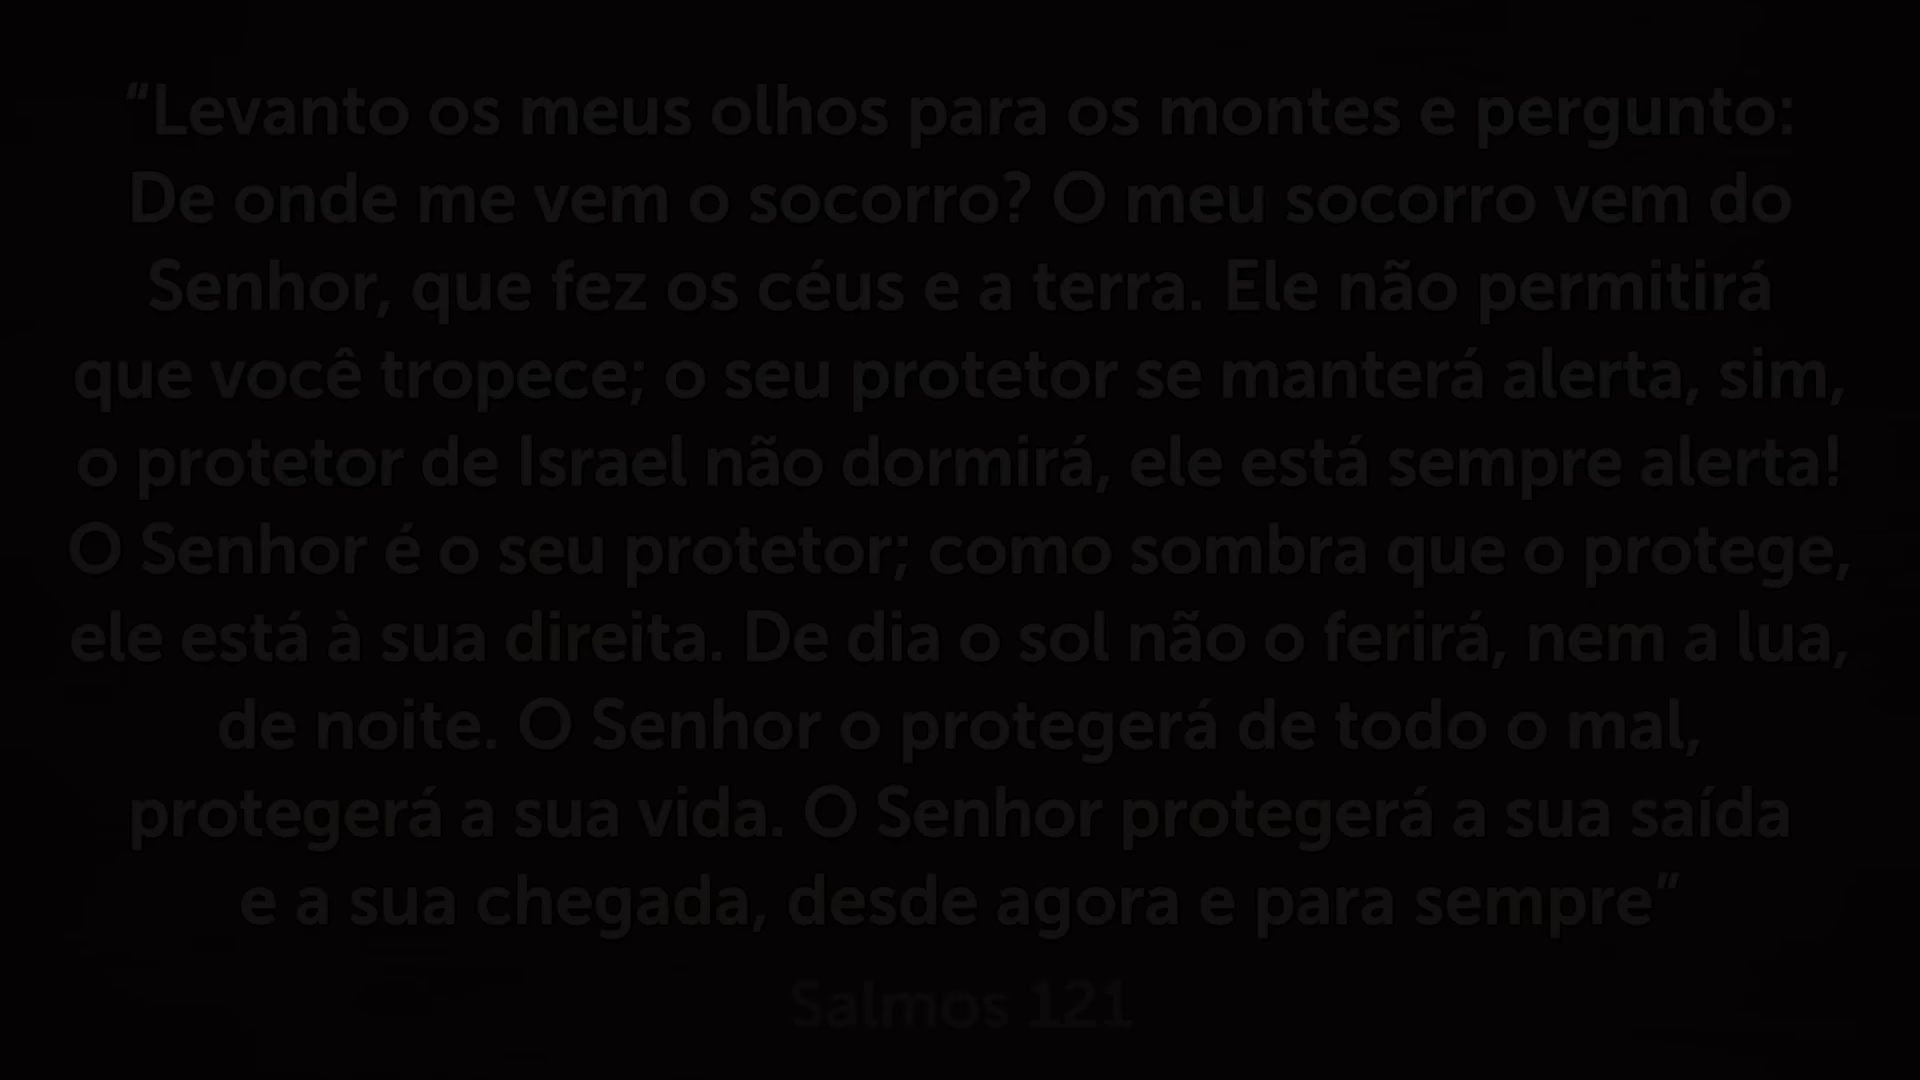 “Levanto os meus olhos para os montes e pergunto:
De onde me vem o socorro? O meu socorro vem do
Senhor, que fez os céus e a terra. Ele não permitirá
que você tropece; o seu protetor se manterá alerta, sim,
o protetor de Israel não dormirá, ele está sempre alerta!
O Senhor é o seu protetor; como sombra que o protege,
ele está à sua direita. De dia o sol não o ferirá, nem a lua,
de noite. O Senhor o protegerá de todo o mal,
protegerá a sua vida. O Senhor protegerá a sua saída
e a sua chegada, desde agora e para sempre”
Salmos 121